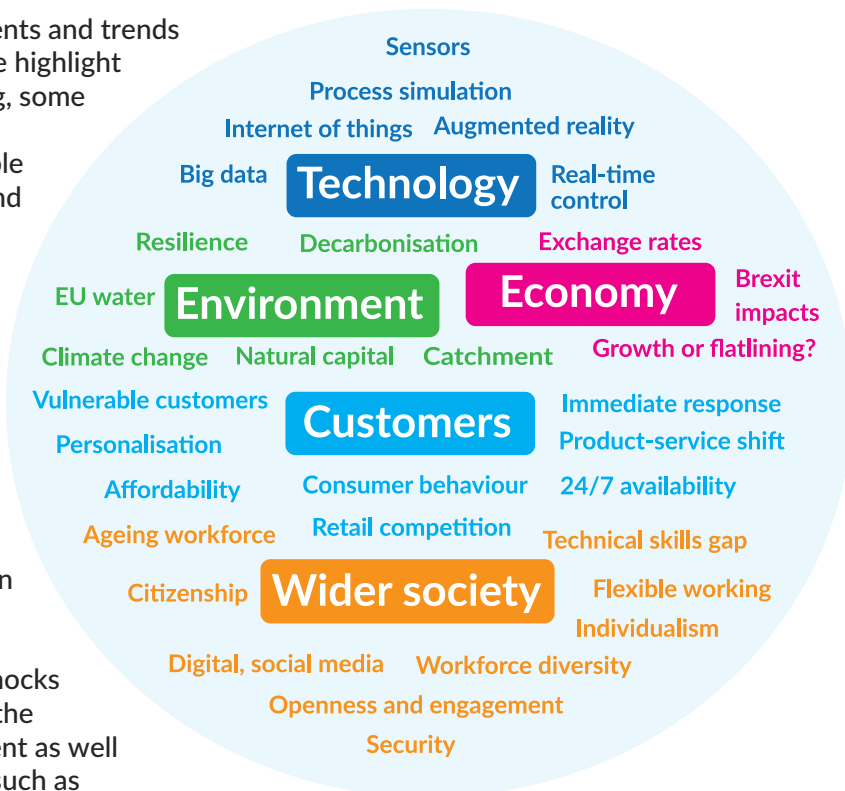 ents and trends
e highlight
g, some
ole
nd
n
nocks
the
ent as well
such as
Sensors
Process simulation
Internet of things Augmented reality
Big data Technology Real-time
control
Resilience Decarbonisation Exchange rates
EU water Environment Economy Brexit
impacts
Climate change Natural capital Catchment Growth or flatlining?
Vulnerable customers Customers Immediate response
Personalisation Product-service shift
Affordability Consumer behaviour 24/7 availability
Ageing workforce Retail competition Technical skills gap
Citizenship Wider society Flexible working
Individualism
Digital, social media Workforce diversity
Openness and engagement
Security